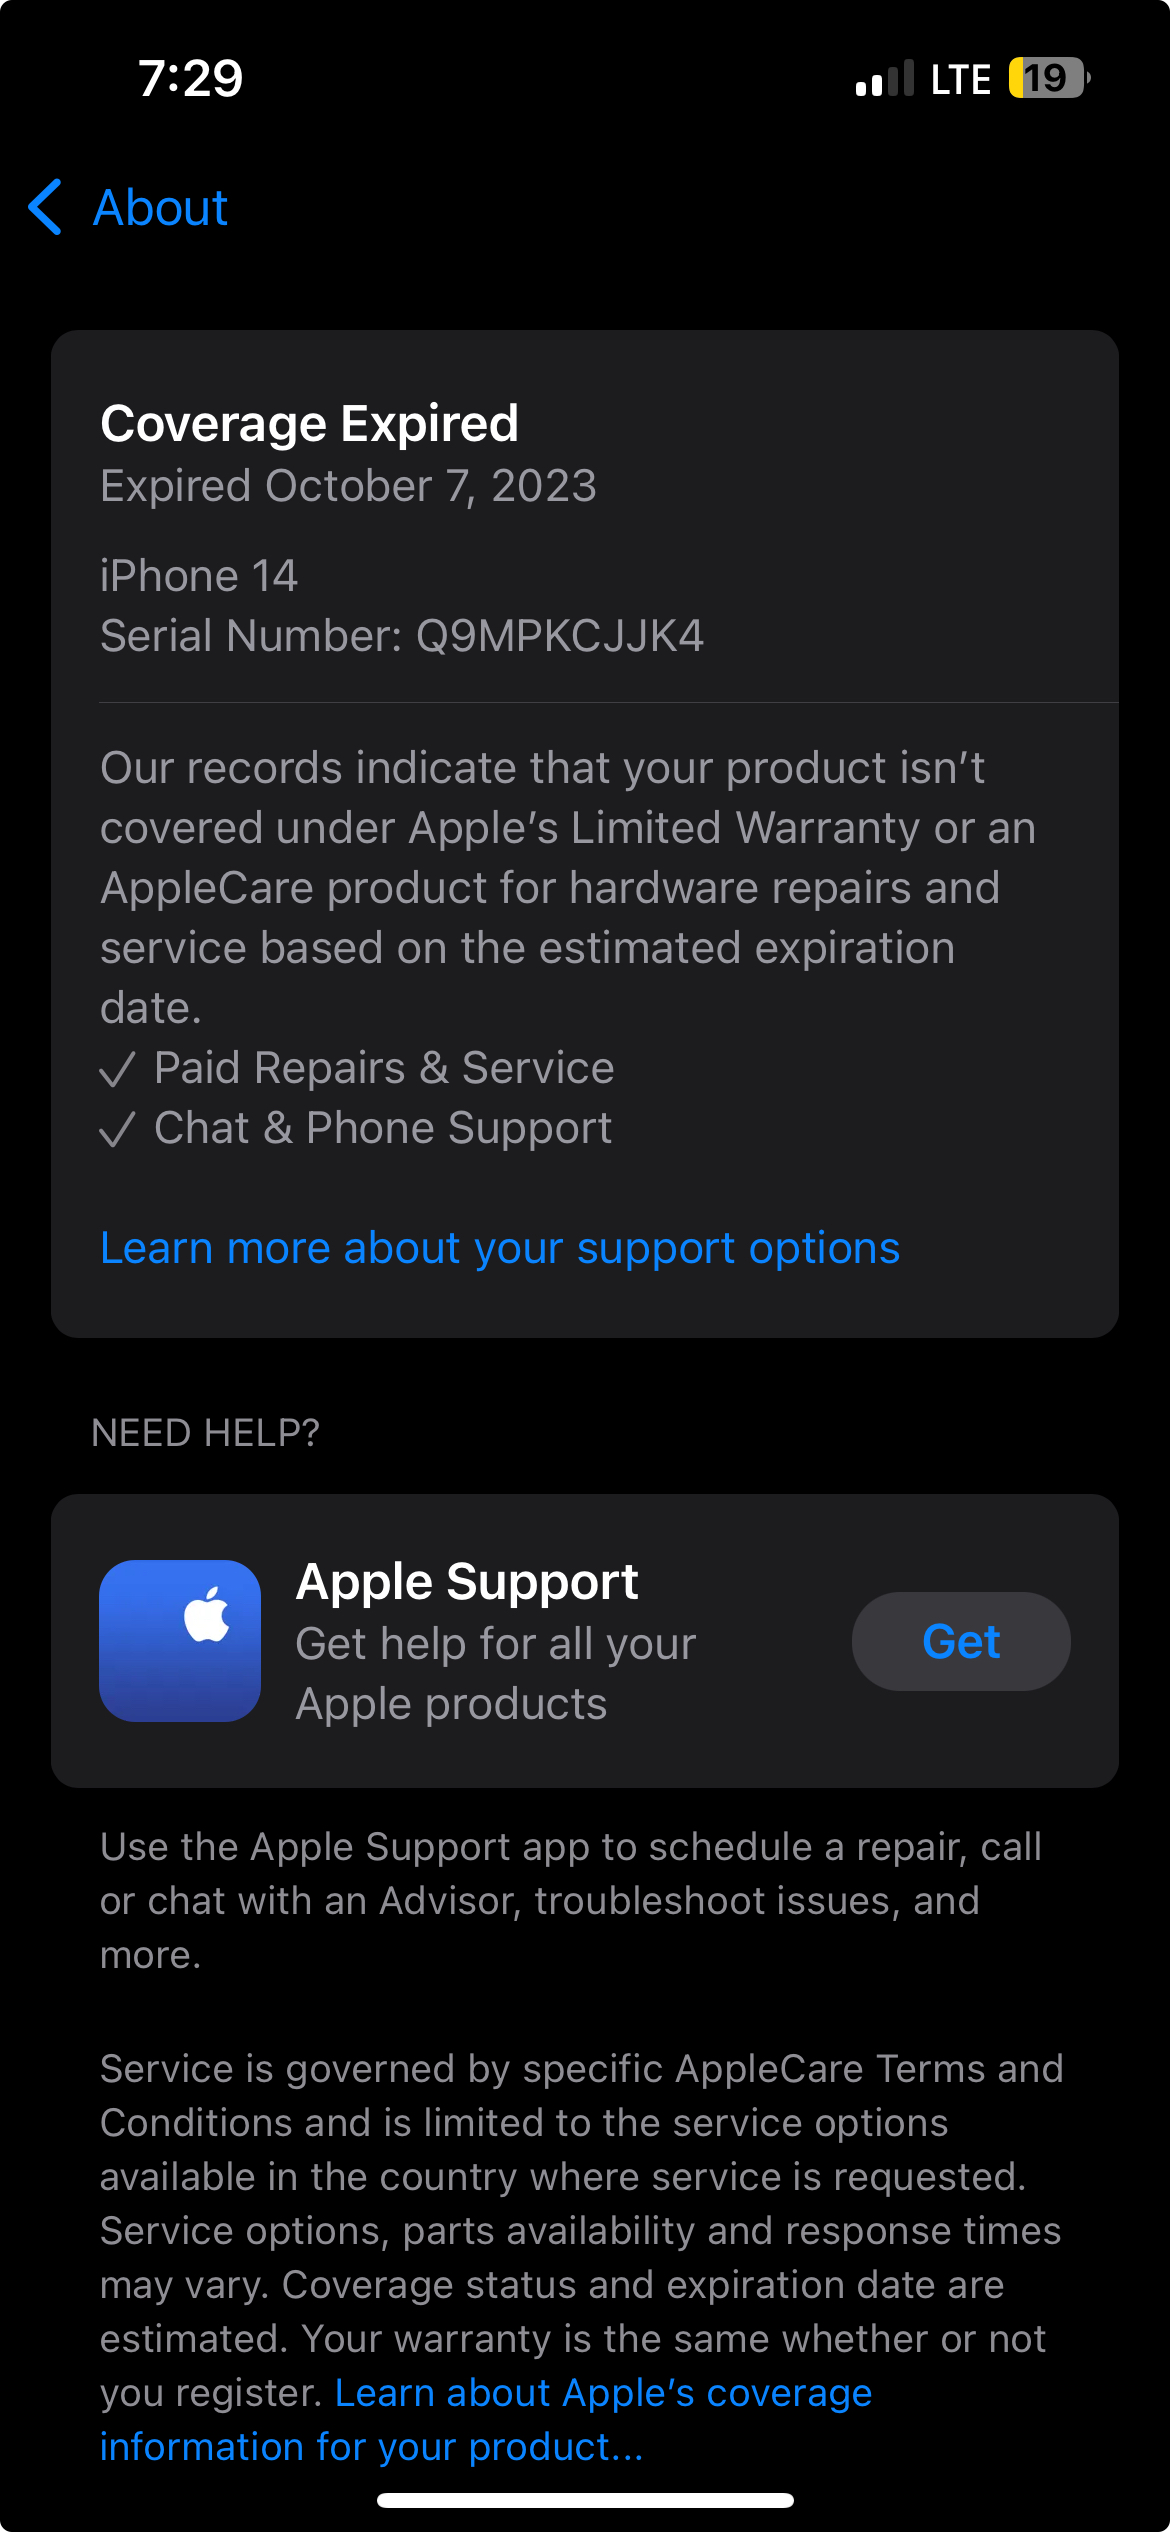 7:29
LTE 19
About
Coverage Expired
Expired October 7, 2023
iPhone 14
Serial Number: Q9MPKCJJK4
Our records indicate that your product isn’t
covered under Apple’s Limited Warranty or an
AppleCare product for hardware repairs and
service based on the estimated expiration
date.
✓ Paid Repairs & Service
✓ Chat & Phone Support
Learn more about your support options
NEED HELP?
Apple Support
Get help for all your
Apple products
Get
Use the Apple Support app to schedule a repair, call
or chat with an Advisor, troubleshoot issues, and
more.
Service is governed by specific AppleCare Terms and
Conditions and is limited to the service options
available in the country where service is requested.
Service options, parts availability and response times
may vary. Coverage status and expiration date are
estimated. Your warranty is the same whether or not
you register. Learn about Apple’s coverage
information for your product...